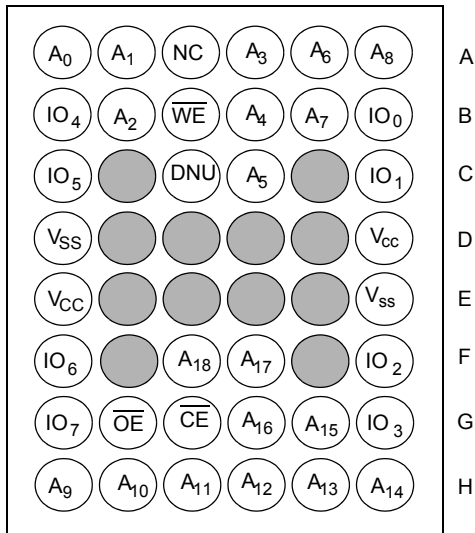 A0 A1 NC A3 A6 A8 A
IO4 A2 WE A4 A7 IO0 B
IO5 DNU A5 IO1 C
VSS Vcc D
VCC Vss E
IO6 A18 A17 IO2 F
IO7 OE CE A16 A15 IO3 G
A9 A10 A11 A12 A13 A14 H